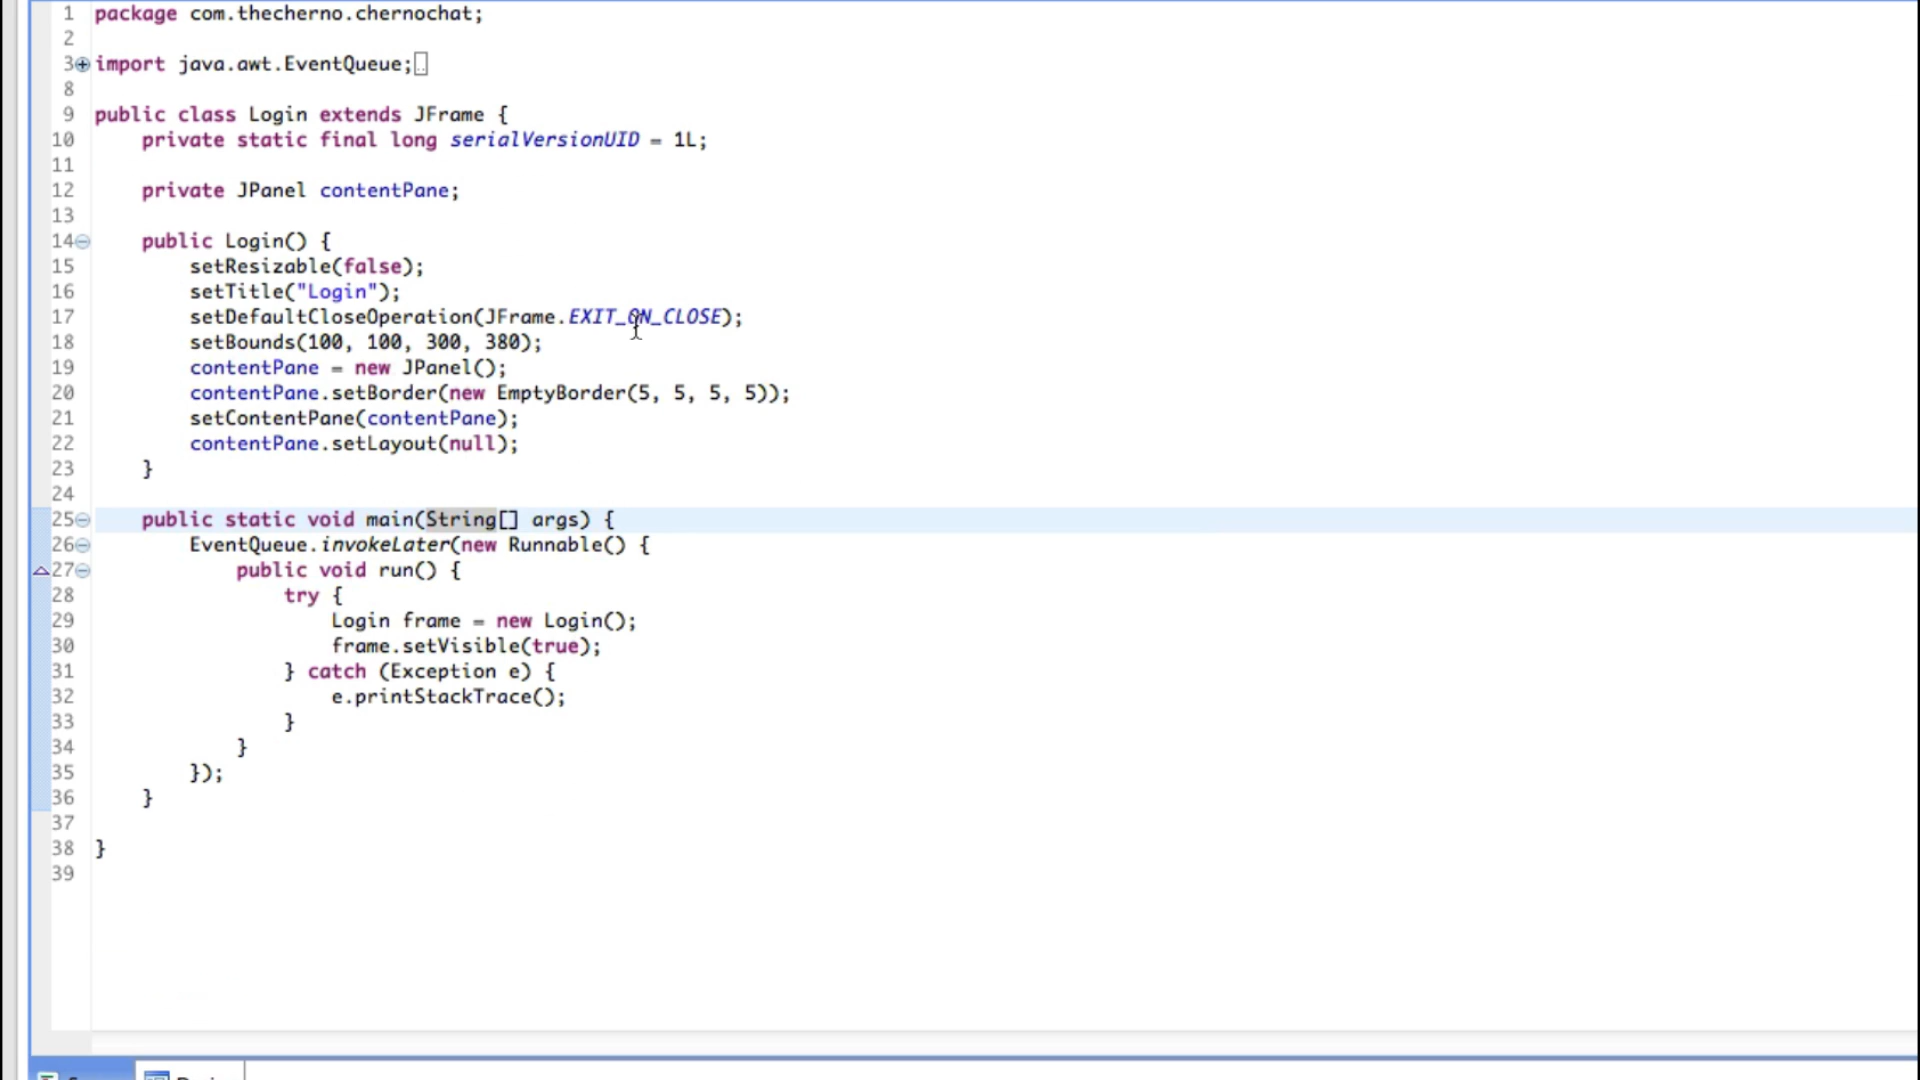 1 package com.thecherno.chernochat;
2
3 import java.awt.EventQueue;
8
9 public class Login extends JFrame {
10     private static final long serialVersionUID = 1L;
11
12     private JPanel contentPane;
13
14     public Login() {
15         setResizable(false);
16         setTitle("Login");
17         setDefaultCloseOperation(JFrame.EXIT_ON_CLOSE);
18         setBounds(100, 100, 300, 380);
19         contentPane = new JPanel();
20         contentPane.setBorder(new EmptyBorder(5, 5, 5, 5));
21         setContentPane(contentPane);
22         contentPane.setLayout(null);
23     }
24
25     public static void main(String[] args) {
26         EventQueue.invokeLater(new Runnable() {
27             public void run() {
28                 try {
29                     Login frame = new Login();
30                     frame.setVisible(true);
31                 } catch (Exception e) {
32                     e.printStackTrace();
33                 }
34             }
35         });
36     }
37
38 }
39